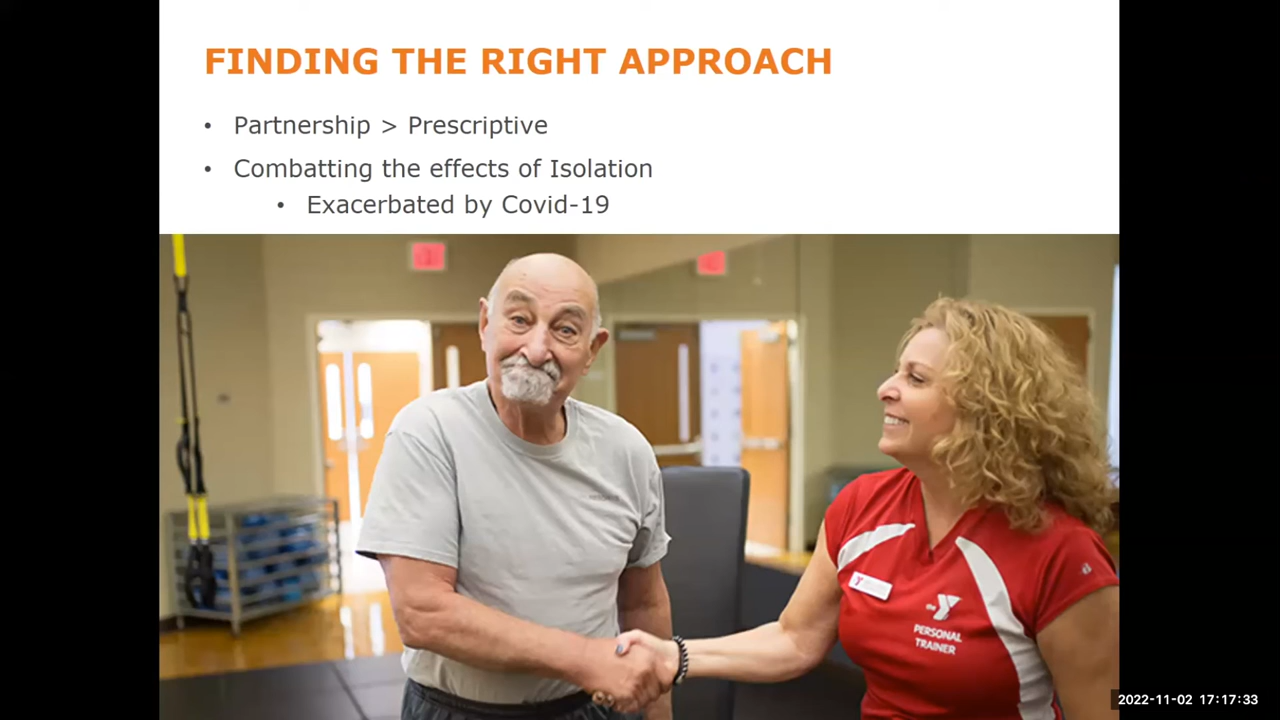 FINDING THE RIGHT APPROACH
• Partnership > Prescriptive
• Combatting the effects of Isolation
• Exacerbated by Covid-19
the Y
PERSONAL
TRAINER
2022-11-02 17:17:33